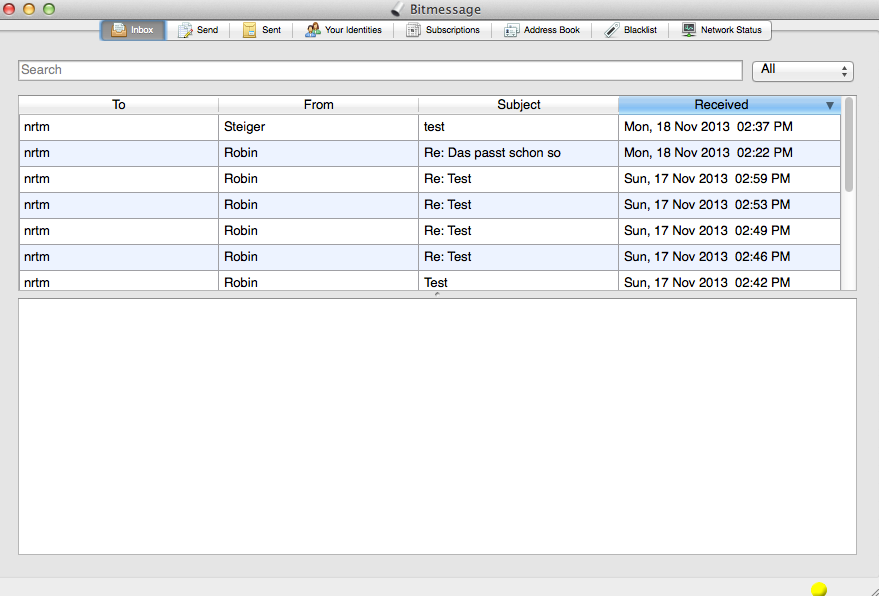 Bitmessage
Inbox Send Sent Your Identities Subscriptions Address Book Blacklist Network Status
Search All
To From Subject Received
nrtm Steiger test Mon, 18 Nov 2013 02:37 PM
nrtm Robin Re: Das passt schon so Mon, 18 Nov 2013 02:22 PM
nrtm Robin Re: Test Sun, 17 Nov 2013 02:59 PM
nrtm Robin Re: Test Sun, 17 Nov 2013 02:53 PM
nrtm Robin Re: Test Sun, 17 Nov 2013 02:49 PM
nrtm Robin Re: Test Sun, 17 Nov 2013 02:46 PM
nrtm Robin Test Sun, 17 Nov 2013 02:42 PM